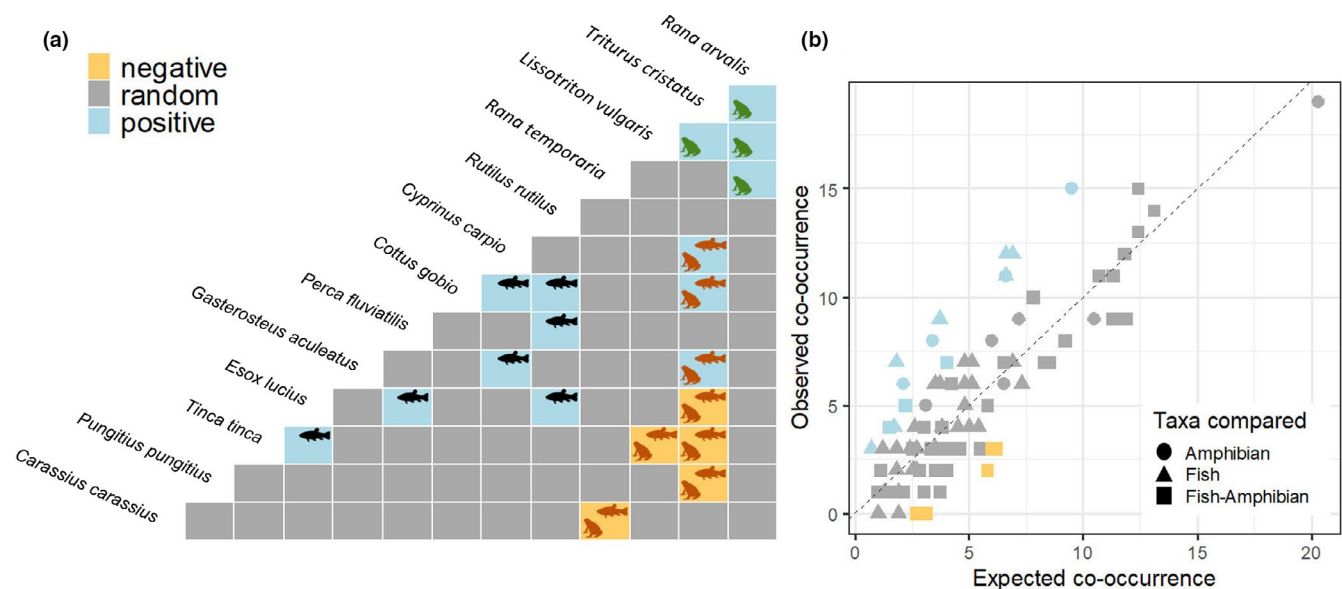 (a)
negative
random
positive
Rana arvalis
Triturus cristatus
Lissotriton vulgaris
Rana temporaria
Rutilus rutilus
Cyprinus carpio
Cottus gobio
Perca fluviatilis
Gasterosteus aculeatus
Esox lucius
Tinca tinca
Pungitius pungitius
Carassius carassius
(b)
Observed co-occurrence
15
10
5
0
Taxa compared
Amphibian
Fish
Fish-Amphibian
0 5 10 15 20
Expected co-occurrence